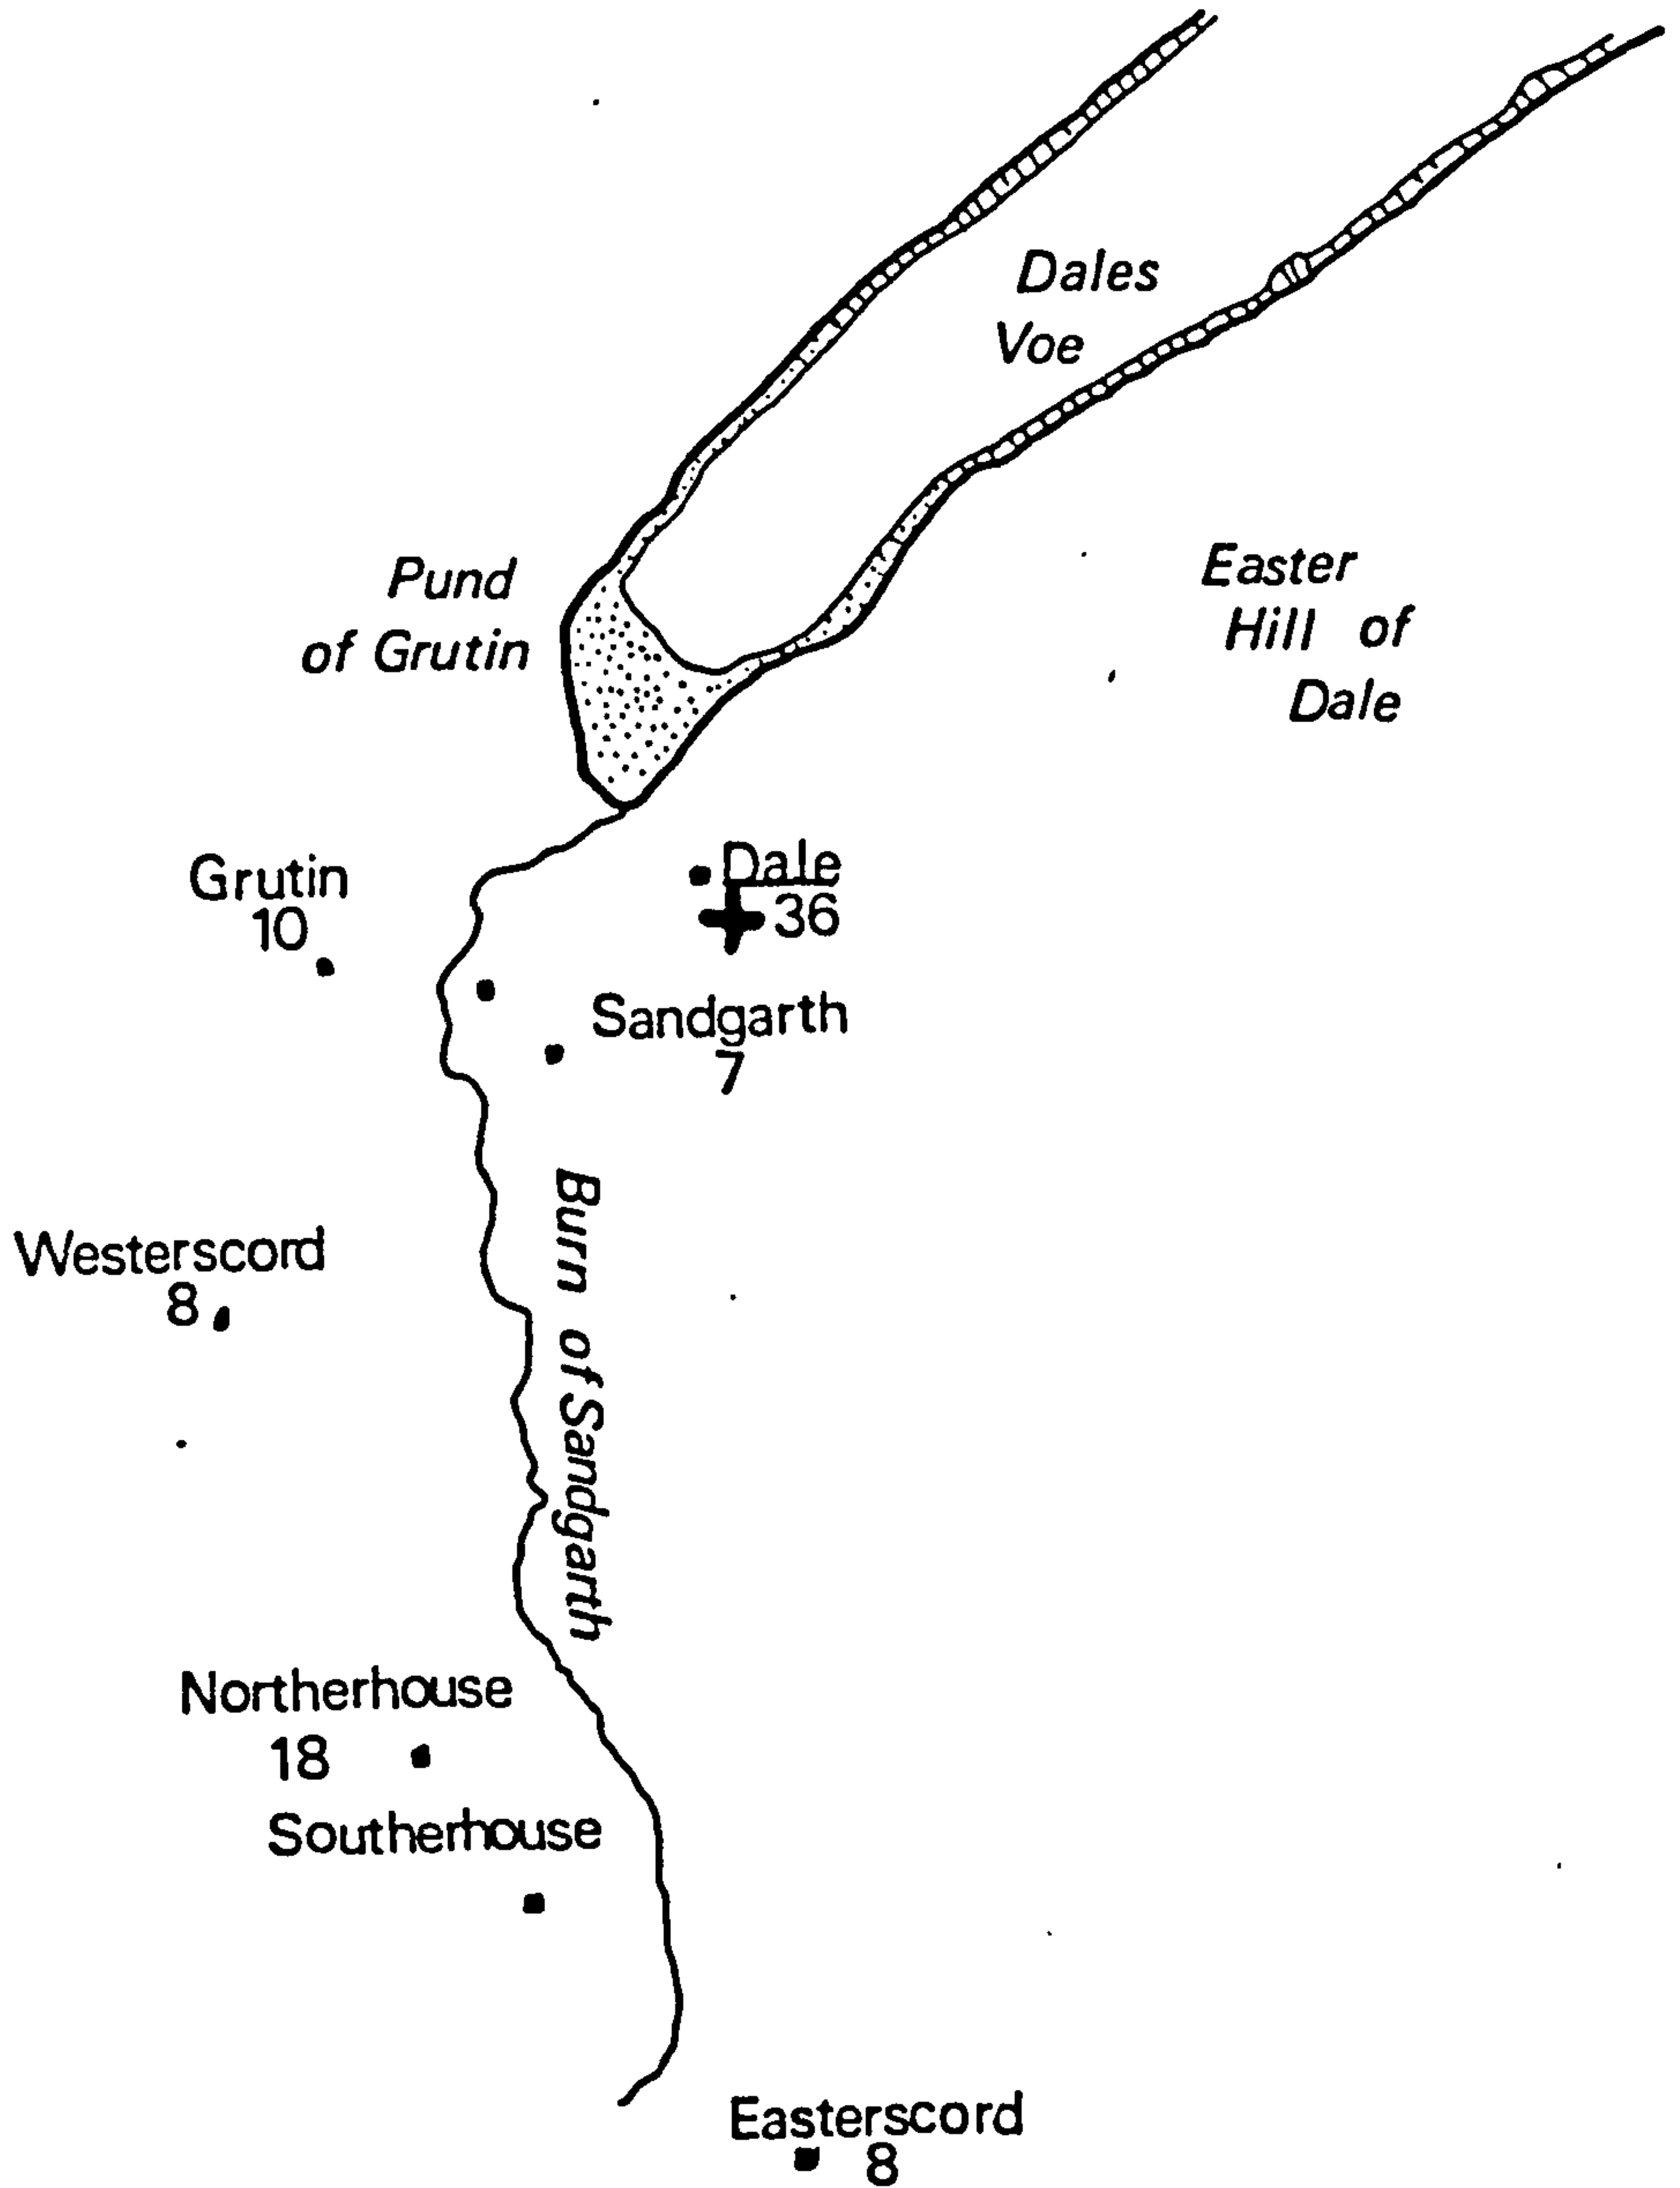 Dales
Voe
Pund
of Grutin
Easter
Hill of
Dale
Grutin
10
Dale
36
Sandgarth
7
Burn of Sandgarth
Westerscord
8
Northerhouse
18
Southerhouse
Easterscord
8